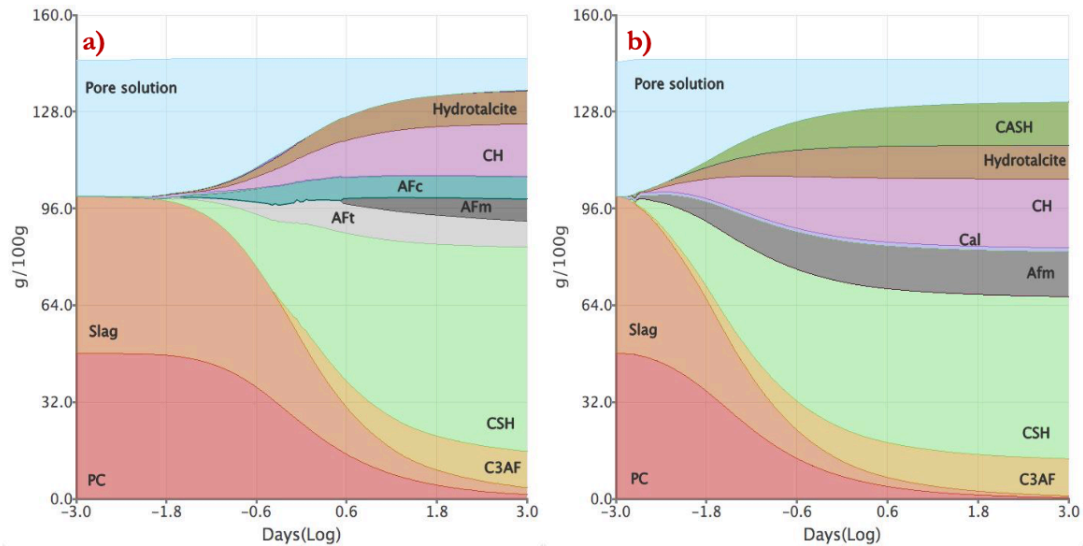 a)
160.0
128.0
96.0
64.0
32.0
0.0
g/100g
Pore solution
Hydrotalcite
CH
AFc
AFm
AFt
Slag
CSH
C3AF
PC
−3.0 −1.8 −0.6 0.6 1.8 3.0
Days(Log)
b)
160.0
128.0
96.0
64.0
32.0
0.0
g/100g
Pore solution
CASH
Hydrotalcite
CH
Cal
Afm
Slag
CSH
C3AF
PC
−3.0 −1.8 −0.6 0.6 1.8 3.0
Days(Log)